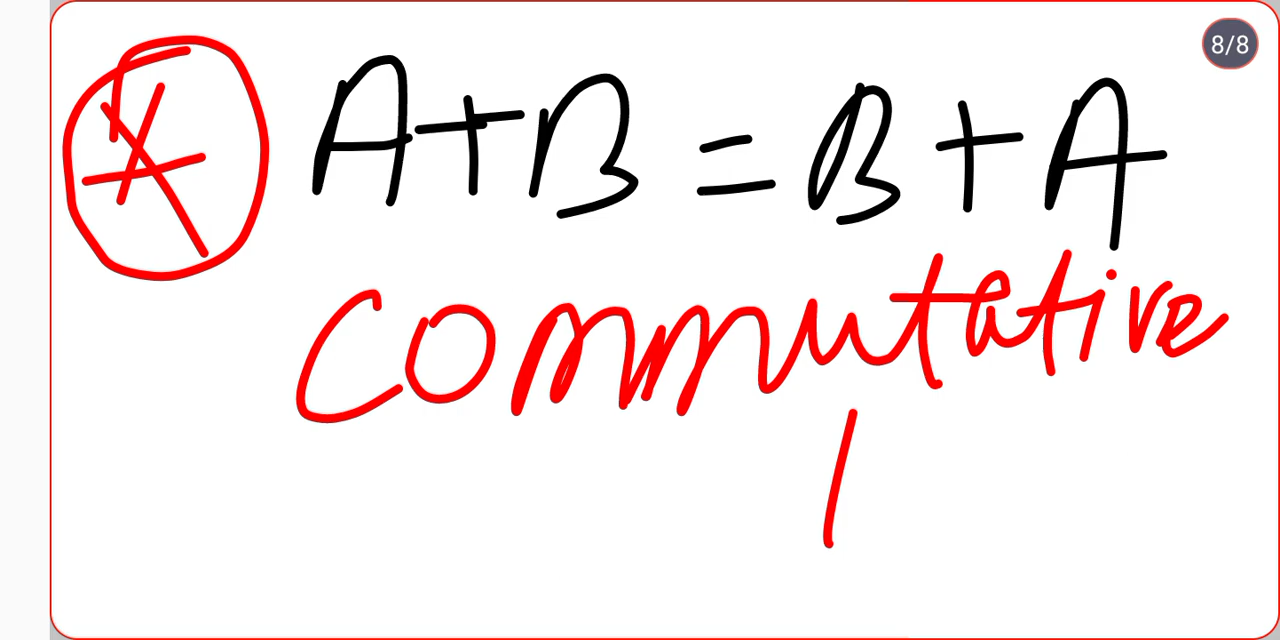 8/8
* A+B = B+A
commutative